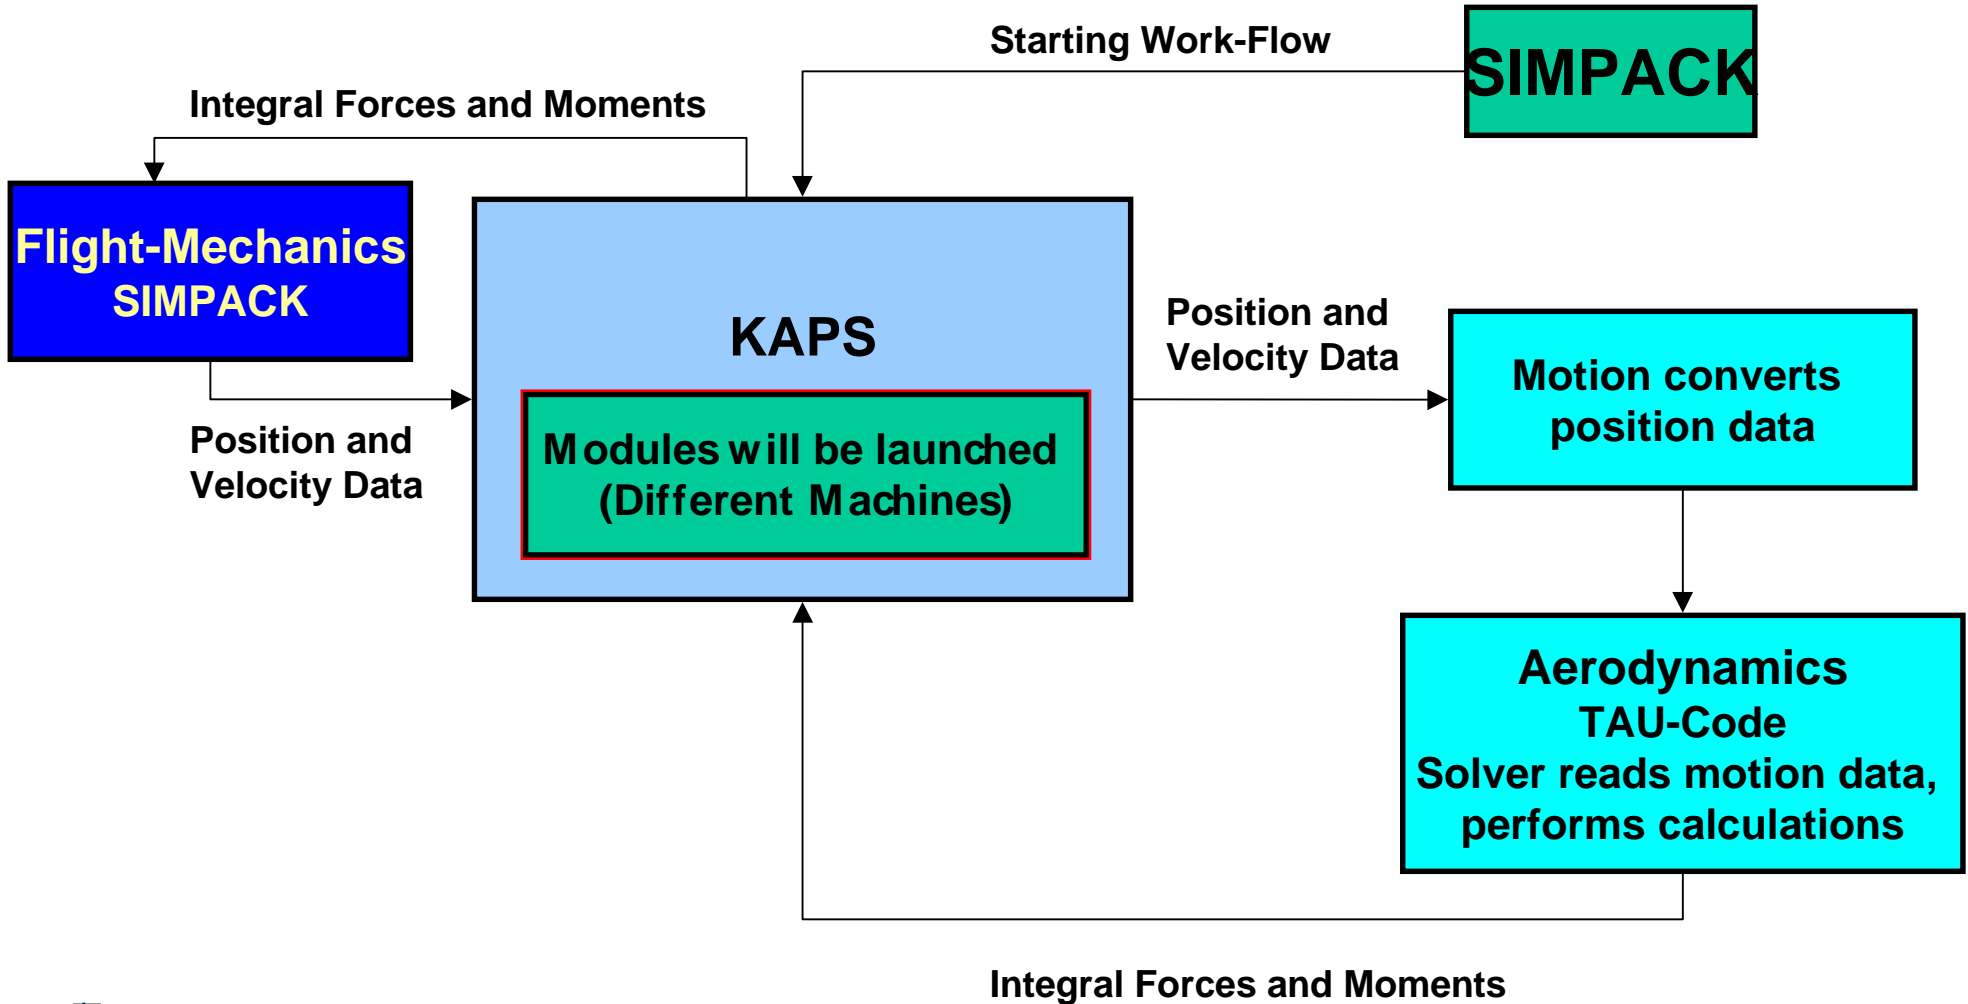 Starting Work-Flow
SIMPACK
Integral Forces and Moments
Flight-Mechanics
SIMPACK
KAPS
Modules will be launched
(Different Machines)
Position and
Velocity Data
Position and
Velocity Data
Motion converts
position data
Aerodynamics
TAU-Code
Solver reads motion data,
performs calculations
Integral Forces and Moments